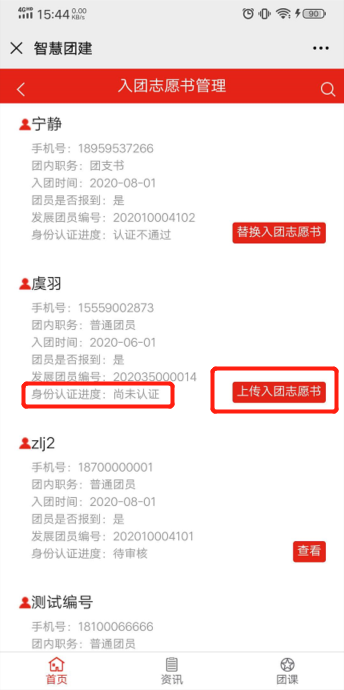 4G HD 15:44 0.00 KB/s 90
智慧团建
入团志愿书管理
宁静
手机号：18959537266
团内职务：团支书
入团时间：2020-08-01
团员是否报到：是
发展团员编号：202010004102
身份认证进度：认证不通过
替换入团志愿书
虞羽
手机号：15559002873
团内职务：普通团员
入团时间：2020-06-01
团员是否报到：是
发展团员编号：202035000014
身份认证进度：尚未认证
上传入团志愿书
zlj2
手机号：18700000001
团内职务：普通团员
入团时间：2020-08-01
团员是否报到：是
发展团员编号：202010004101
身份认证进度：待审核
查看
测试编号
手机号：18100066666
团内职务：普通团员
首页 资讯 团课